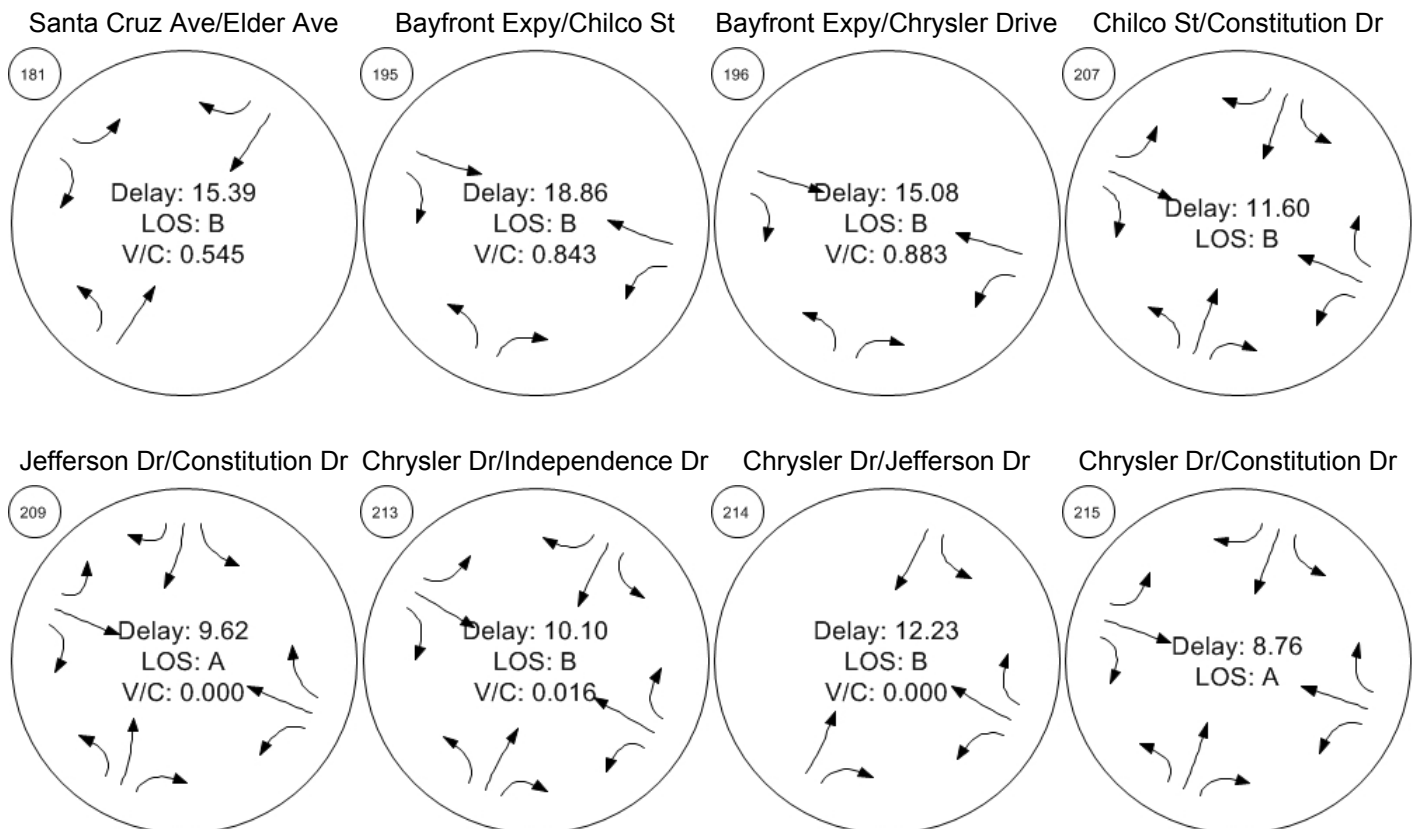 Santa Cruz Ave/Elder Ave
181
Delay: 15.39
LOS: B
V/C: 0.545
Bayfront Expy/Chilco St
195
Delay: 18.86
LOS: B
V/C: 0.843
Bayfront Expy/Chrysler Drive
196
Delay: 15.08
LOS: B
V/C: 0.883
Chilco St/Constitution Dr
207
Delay: 11.60
LOS: B
Jefferson Dr/Constitution Dr
209
Delay: 9.62
LOS: A
V/C: 0.000
Chrysler Dr/Independence Dr
213
Delay: 10.10
LOS: B
V/C: 0.016
Chrysler Dr/Jefferson Dr
214
Delay: 12.23
LOS: B
V/C: 0.000
Chrysler Dr/Constitution Dr
215
Delay: 8.76
LOS: A